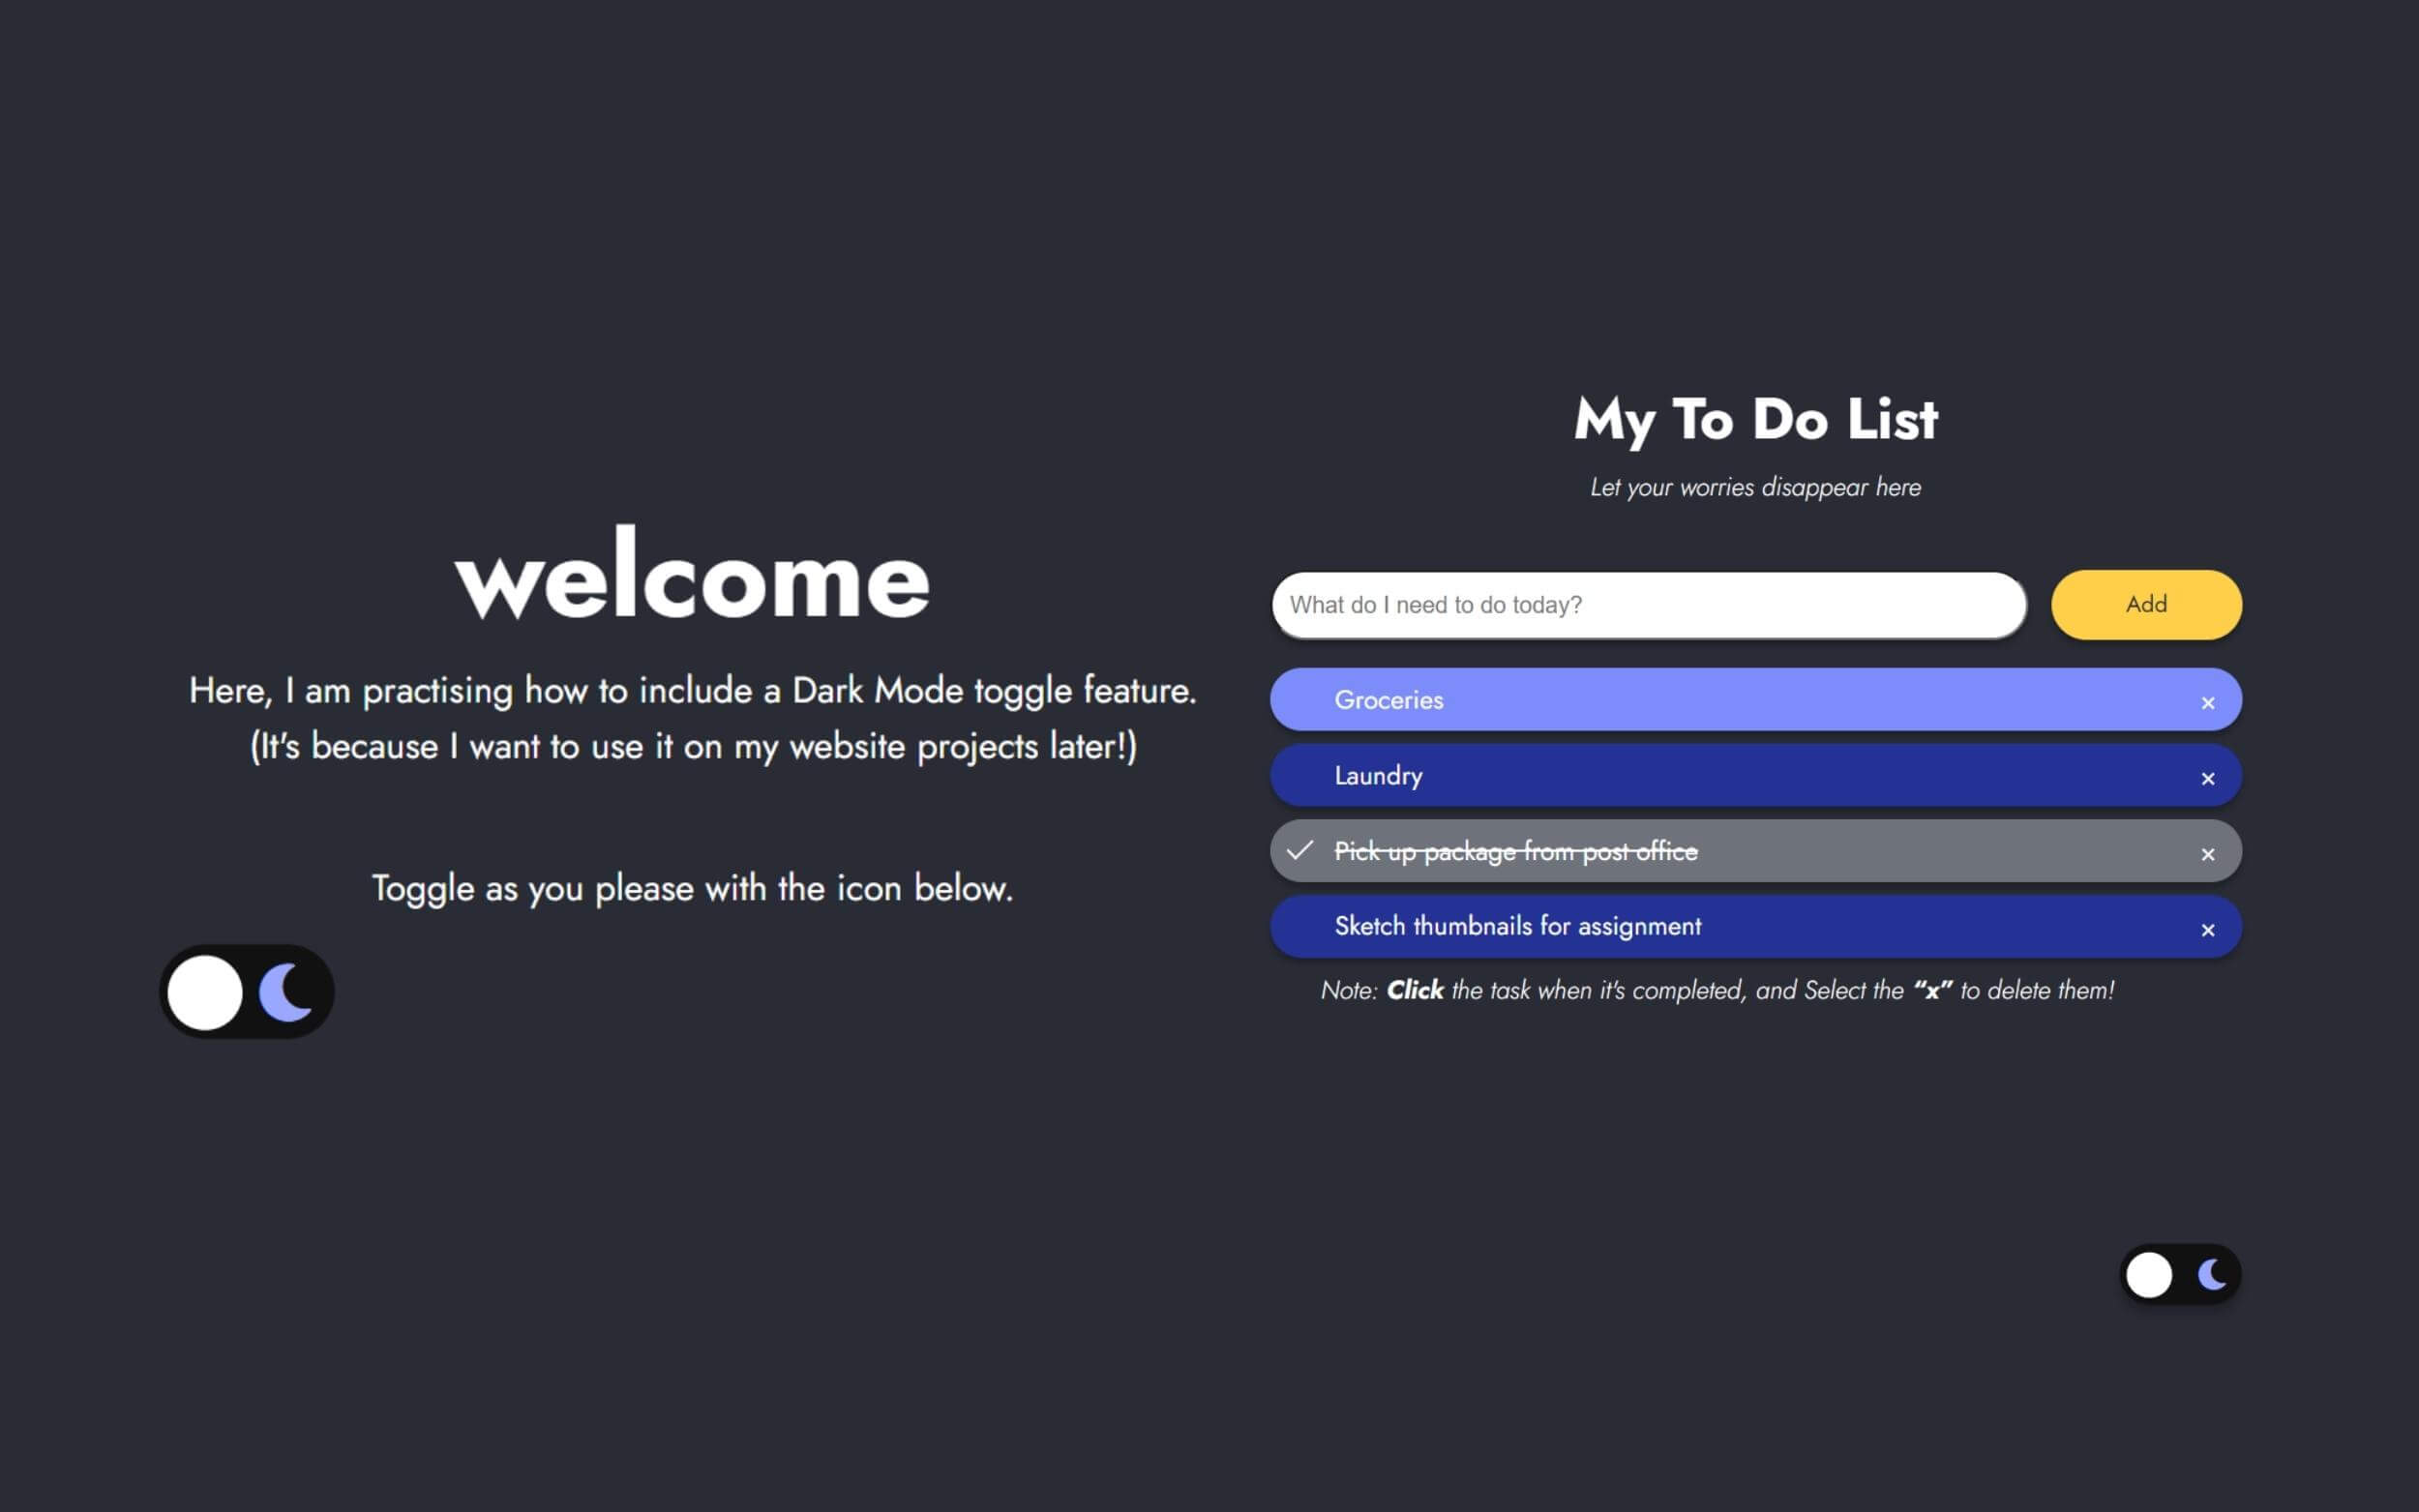 welcome
Here, I am practising how to include a Dark Mode toggle feature.
(It's because I want to use it on my website projects later!)
Toggle as you please with the icon below.
My To Do List
Let your worries disappear here
What do I need to do today?
Add
Groceries ×
Laundry ×
Pick up package from post office ×
Sketch thumbnails for assignment ×
Note: Click the task when it's completed, and Select the “x” to delete them!